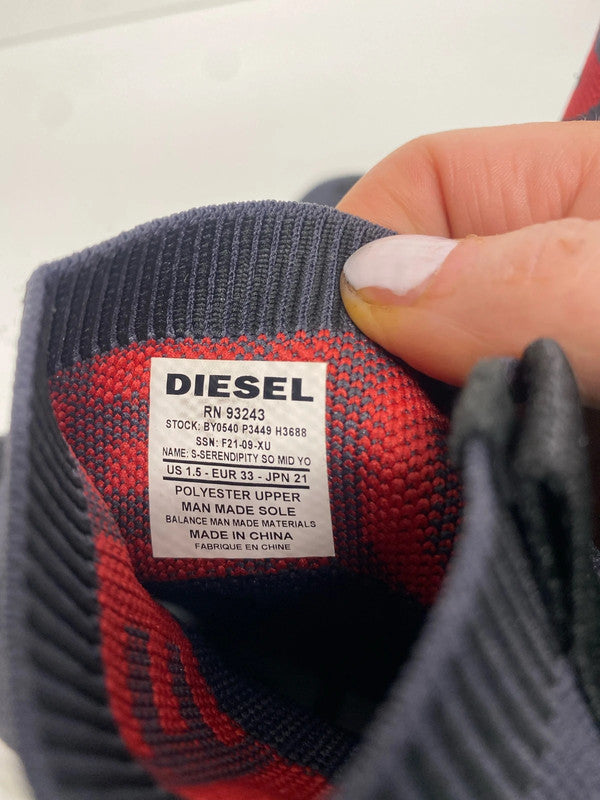 DIESEL
RN 93243
STOCK: BY0540 P3449 H3688
SSN: F21-09-XU
NAME: S-SERENDIPITY SO MID YO
US 1.5 - EUR 33 - JPN 21
POLYESTER UPPER
MAN MADE SOLE
BALANCE MAN MADE MATERIALS
MADE IN CHINA
FABRIQUE EN CHINE